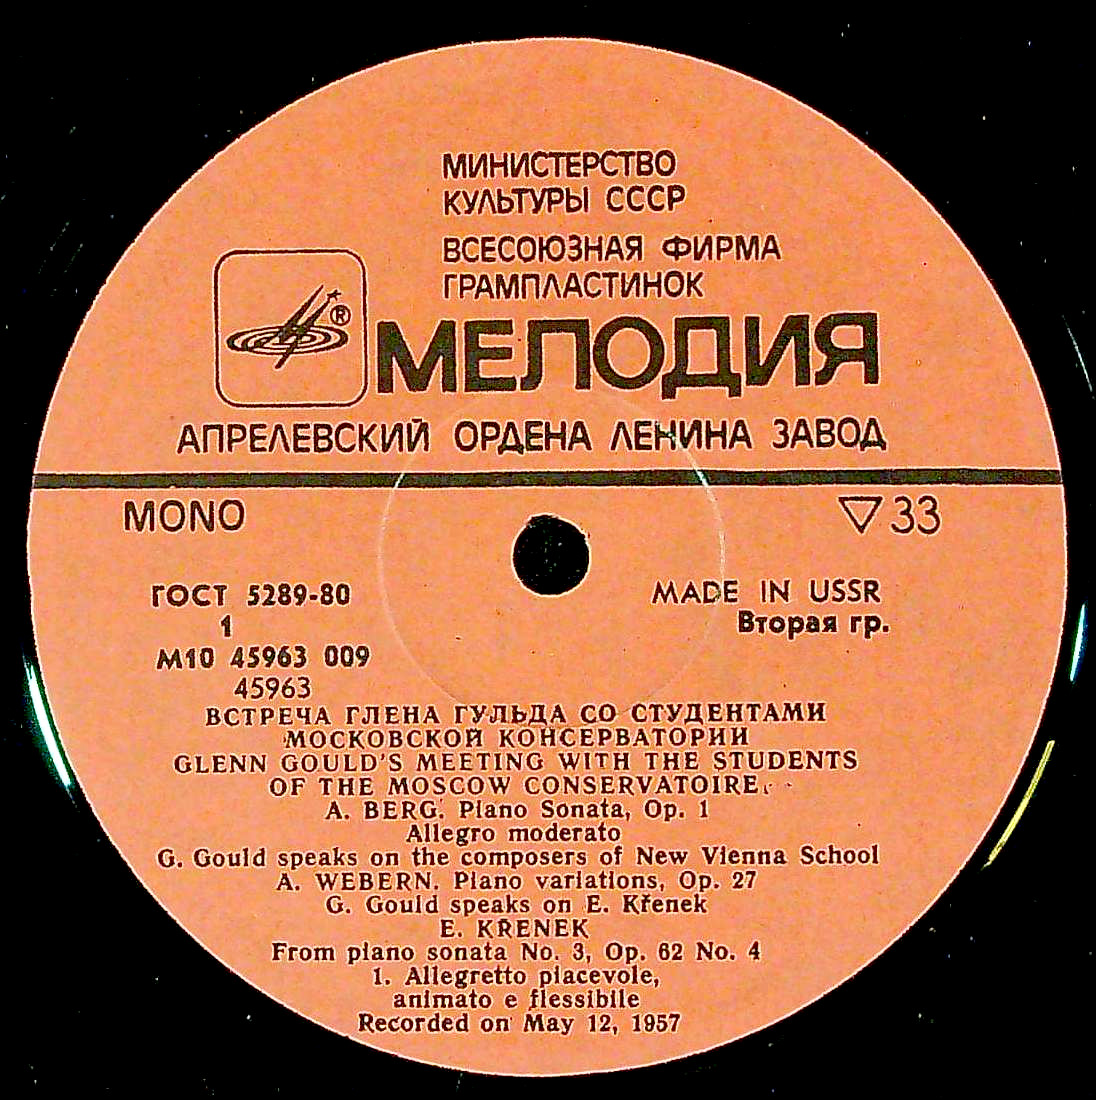 МИНИСТЕРСТВО
КУЛЬТУРЫ СССР
ВСЕСОЮЗНАЯ ФИРМА
ГРАМПЛАСТИНОК
®
МЕЛОДИЯ
АПРЕЛЕВСКИЙ ОРДЕНА ЛЕНИНА ЗАВОД
MONO
▽ 33
ГОСТ 5289-80
MADE IN USSR
1
Вторая гр.
М10 45963 009
45963
ВСТРЕЧА ГЛЕНА ГУЛЬДА СО СТУДЕНТАМИ
МОСКОВСКОЙ КОНСЕРВАТОРИИ
GLENN GOULD'S MEETING WITH THE STUDENTS
OF THE MOSCOW CONSERVATOIRE
A. BERG. Piano Sonata, Op. 1
Allegro moderato
G. Gould speaks on the composers of New Vienna School
A. WEBERN. Piano variations, Op. 27
G. Gould speaks on E. Křenek
E. KŘENEK
From piano sonata No. 3, Op. 62 No. 4
1. Allegretto piacevole,
animato e flessibile
Recorded on May 12, 1957